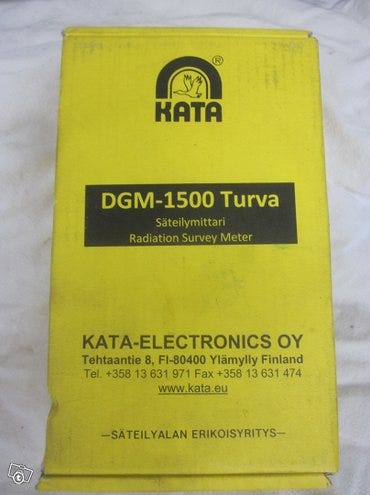 ®
KATA
DGM-1500 Turva
Säteilymittari
Radiation Survey Meter
KATA-ELECTRONICS OY
Tehtaantie 8, FI-80400 Ylämylly Finland
Tel. +358 13 631 971 Fax +358 13 631 474
www.kata.eu
—SÄTEILYALAN ERIKOISYRITYS—